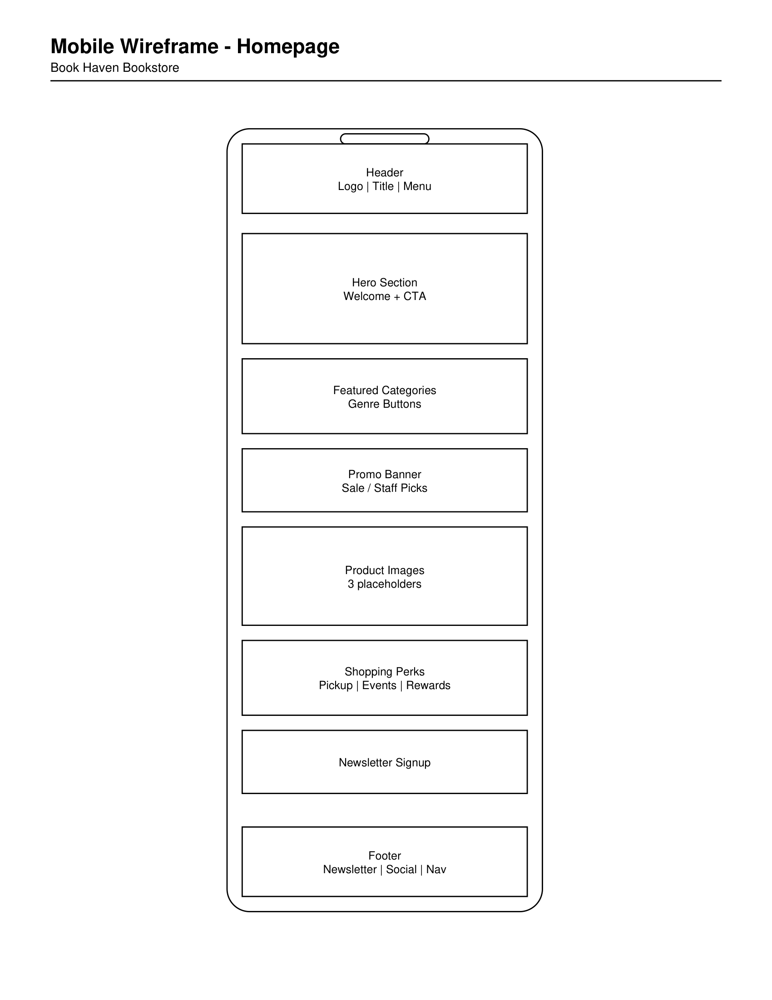 Mobile Wireframe - Homepage
Book Haven Bookstore
Header
Logo | Title | Menu
Hero Section
Welcome + CTA
Featured Categories
Genre Buttons
Promo Banner
Sale / Staff Picks
Product Images
3 placeholders
Shopping Perks
Pickup | Events | Rewards
Newsletter Signup
Footer
Newsletter | Social | Nav